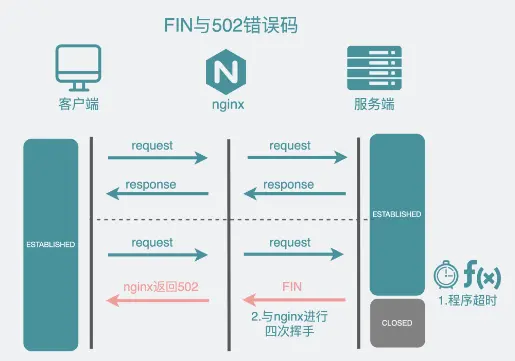 FIN与502错误码
客户端
nginx
服务端
request
request
response
response
ESTABLISHED
ESTABLISHED
request
request
nginx返回502
FIN
f(x)
1.程序超时
2.与nginx进行
四次挥手
CLOSED